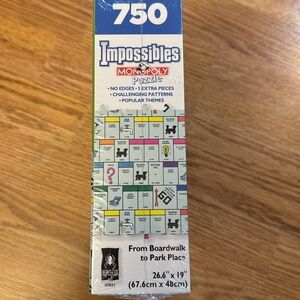 750
Impossibles
MONOPOLY
puzzle
• NO EDGES • 5 EXTRA PIECES
• CHALLENGING PATTERNS
• POPULAR THEMES
GO
From Boardwalk
to Park Place
26.6" x 19"
(67.6cm x 48cm)